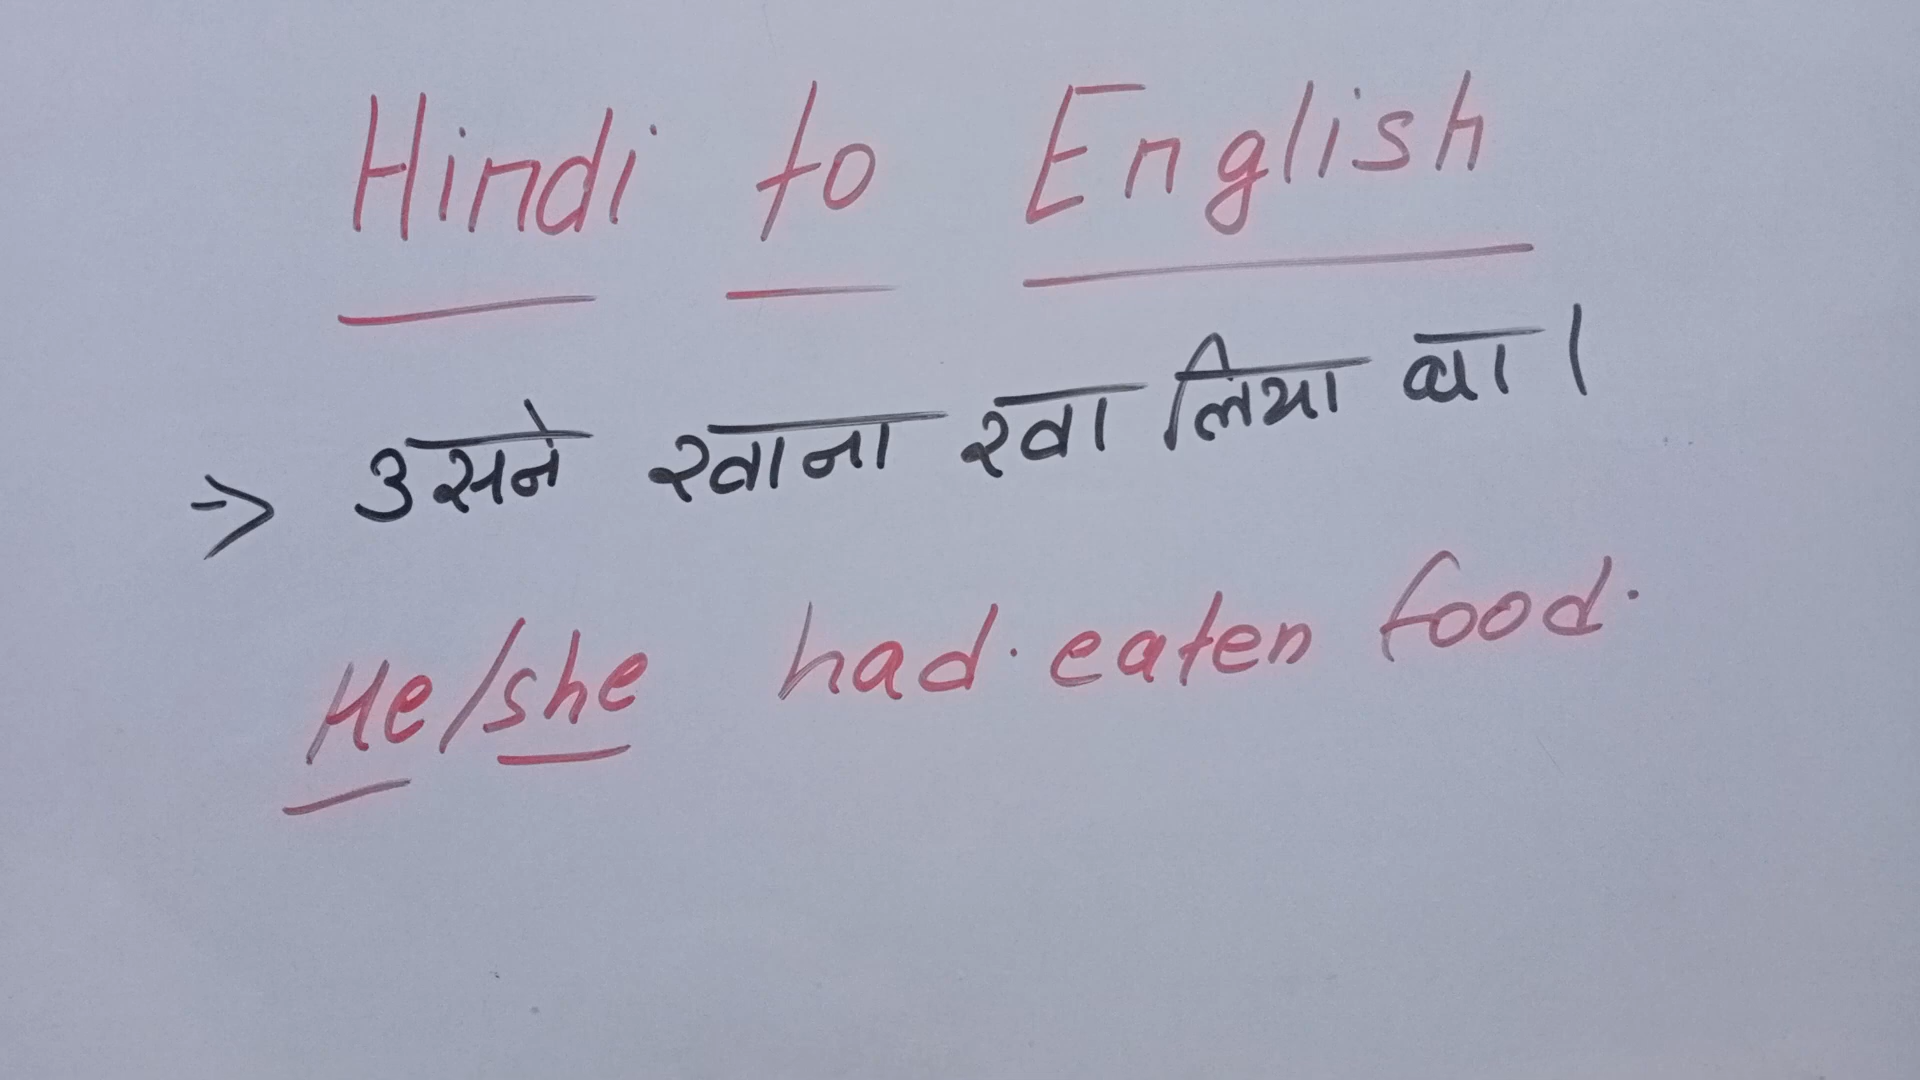 Hindi to English
→ उसने खाना खा लिया था।
He/she had. eaten food.